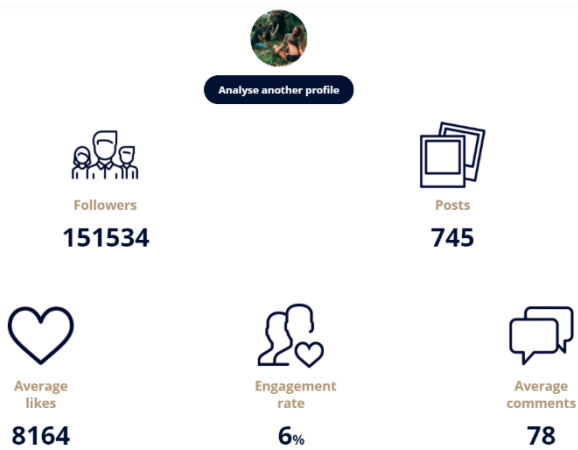 Analyse another profile
Followers
Posts
151534
745
Average
likes
Engagement
rate
Average
comments
8164
6%
78